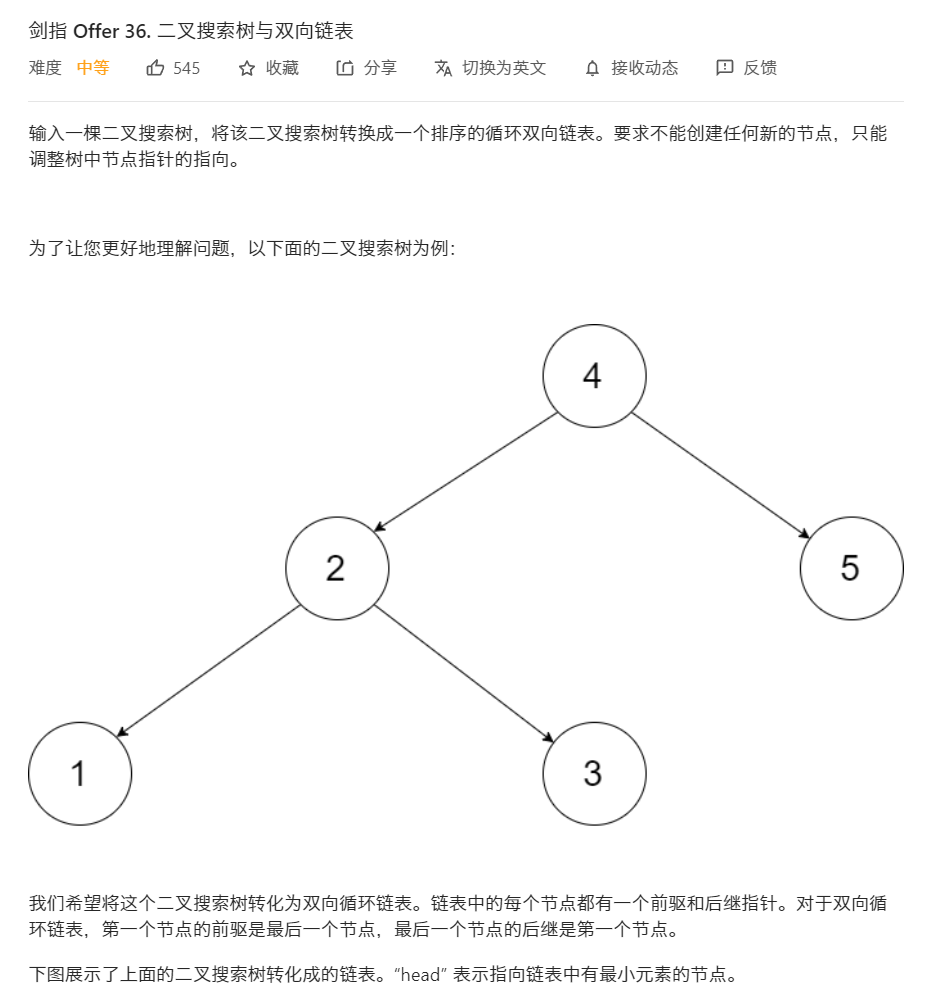 剑指 Offer 36. 二叉搜索树与双向链表
难度 中等 545 收藏 分享 切换为英文 接收动态 反馈
输入一棵二叉搜索树，将该二叉搜索树转换成一个排序的循环双向链表。要求不能创建任何新的节点，只能
调整树中节点指针的指向。
为了让您更好地理解问题，以下面的二叉搜索树为例：
4
2
5
1
3
我们希望将这个二叉搜索树转化为双向循环链表。链表中的每个节点都有一个前驱和后继指针。对于双向循
环链表，第一个节点的前驱是最后一个节点，最后一个节点的后继是第一个节点。
下图展示了上面的二叉搜索树转化成的链表。“head” 表示指向链表中有最小元素的节点。